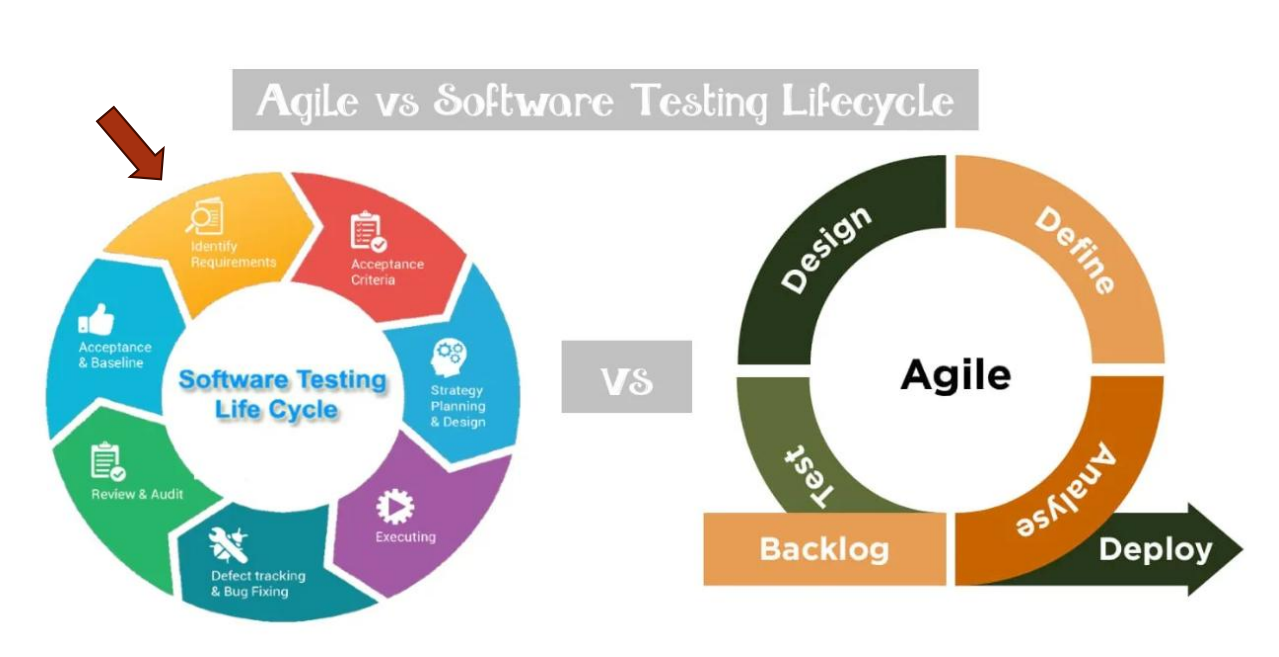 Agile vs Software Testing Lifecycle
Identify
Requirements
Acceptance
Criteria
Strategy
Planning
& Design
Executing
Defect tracking
& Bug Fixing
Review & Audit
Acceptance
& Baseline
Software Testing
Life Cycle
vs
Agile
Design
Define
Analyse
Test
Backlog
Deploy